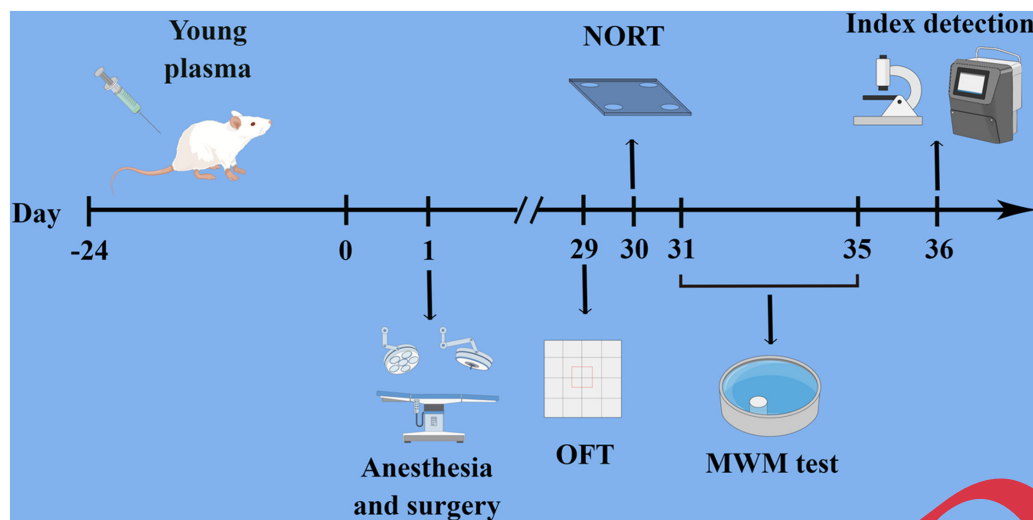 Young
plasma
NORT
Index detection
Day
-24
0
1
29
30
31
35
36
Anesthesia
and surgery
OFT
MWM test